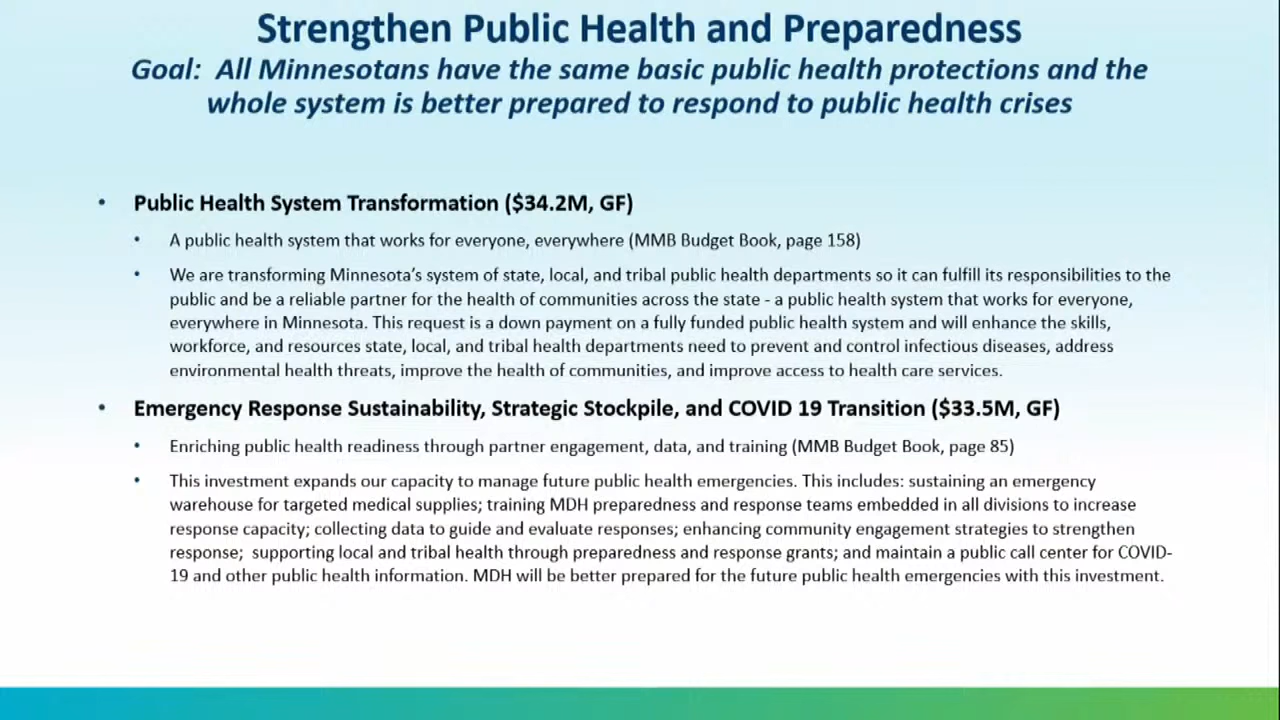 Strengthen Public Health and Preparedness
Goal:  All Minnesotans have the same basic public health protections and the
whole system is better prepared to respond to public health crises
• Public Health System Transformation ($34.2M, GF)
• A public health system that works for everyone, everywhere (MMB Budget Book, page 158)
• We are transforming Minnesota's system of state, local, and tribal public health departments so it can fulfill its responsibilities to the
public and be a reliable partner for the health of communities across the state - a public health system that works for everyone,
everywhere in Minnesota. This request is a down payment on a fully funded public health system and will enhance the skills,
workforce, and resources state, local, and tribal health departments need to prevent and control infectious diseases, address
environmental health threats, improve the health of communities, and improve access to health care services.
• Emergency Response Sustainability, Strategic Stockpile, and COVID 19 Transition ($33.5M, GF)
• Enriching public health readiness through partner engagement, data, and training (MMB Budget Book, page 85)
• This investment expands our capacity to manage future public health emergencies. This includes: sustaining an emergency
warehouse for targeted medical supplies; training MDH preparedness and response teams embedded in all divisions to increase
response capacity; collecting data to guide and evaluate responses; enhancing community engagement strategies to strengthen
response;  supporting local and tribal health through preparedness and response grants; and maintain a public call center for COVID-
19 and other public health information. MDH will be better prepared for the future public health emergencies with this investment.